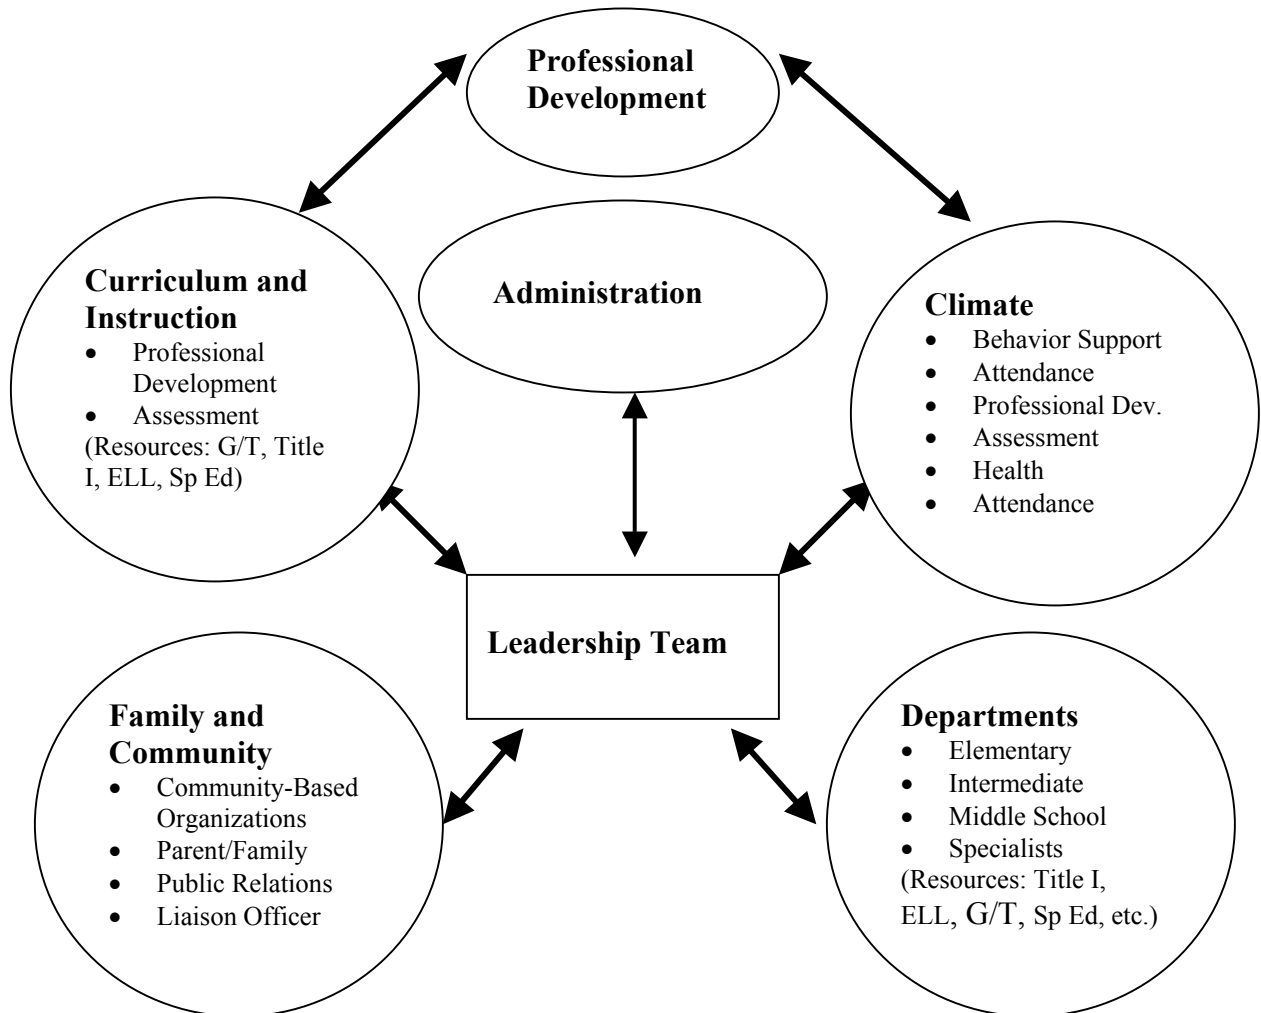 Professional
Development
Administration
Curriculum and
Instruction
• Professional
Development
• Assessment
(Resources: G/T, Title
I, ELL, Sp Ed)
Climate
• Behavior Support
• Attendance
• Professional Dev.
• Assessment
• Health
• Attendance
Leadership Team
Family and
Community
• Community-Based
Organizations
• Parent/Family
• Public Relations
• Liaison Officer
Departments
• Elementary
• Intermediate
• Middle School
• Specialists
(Resources: Title I,
ELL, G/T, Sp Ed, etc.)